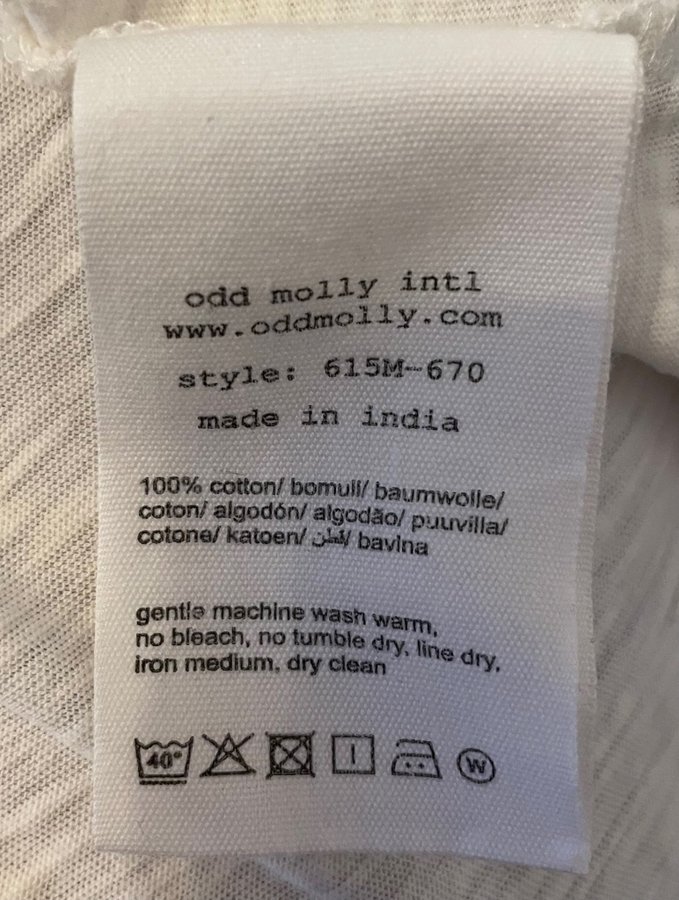 odd molly intl
www.oddmolly.com
style: 615M-670
made in india
100% cotton/ bomull/ baumwolle/
coton/ algodón/ algodão/ puuvilla/
cotone/ katoen/ قطن/ bavlna
gentle machine wash warm,
no bleach, no tumble dry, line dry,
iron medium, dry clean
40° W